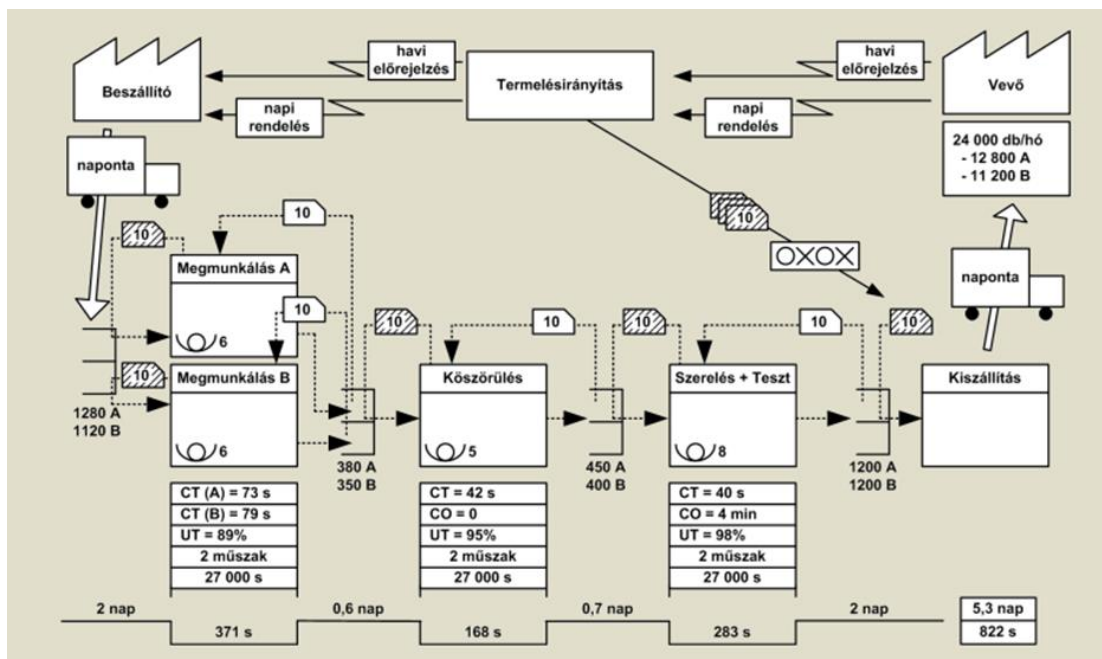 Beszállító
havi
előrejelzés
Termelésirányítás
havi
előrejelzés
Vevő
napi
rendelés
napi
rendelés
24 000 db/hó
- 12 800 A
- 11 200 B
naponta
10
10
10
OXOX
naponta
Megmunkálás A
6
10
10
10
10
10
10
10
Megmunkálás B
6
Köszörülés
5
Szerelés + Teszt
8
Kiszállítás
1280 A
1120 B
380 A
350 B
450 A
400 B
1200 A
1200 B
CT (A) = 73 s
CT (B) = 79 s
UT = 89%
2 műszak
27 000 s
CT = 42 s
CO = 0
UT = 95%
2 műszak
27 000 s
CT = 40 s
CO = 4 min
UT = 98%
2 műszak
27 000 s
2 nap
0,6 nap
0,7 nap
2 nap
5,3 nap
371 s
168 s
283 s
822 s